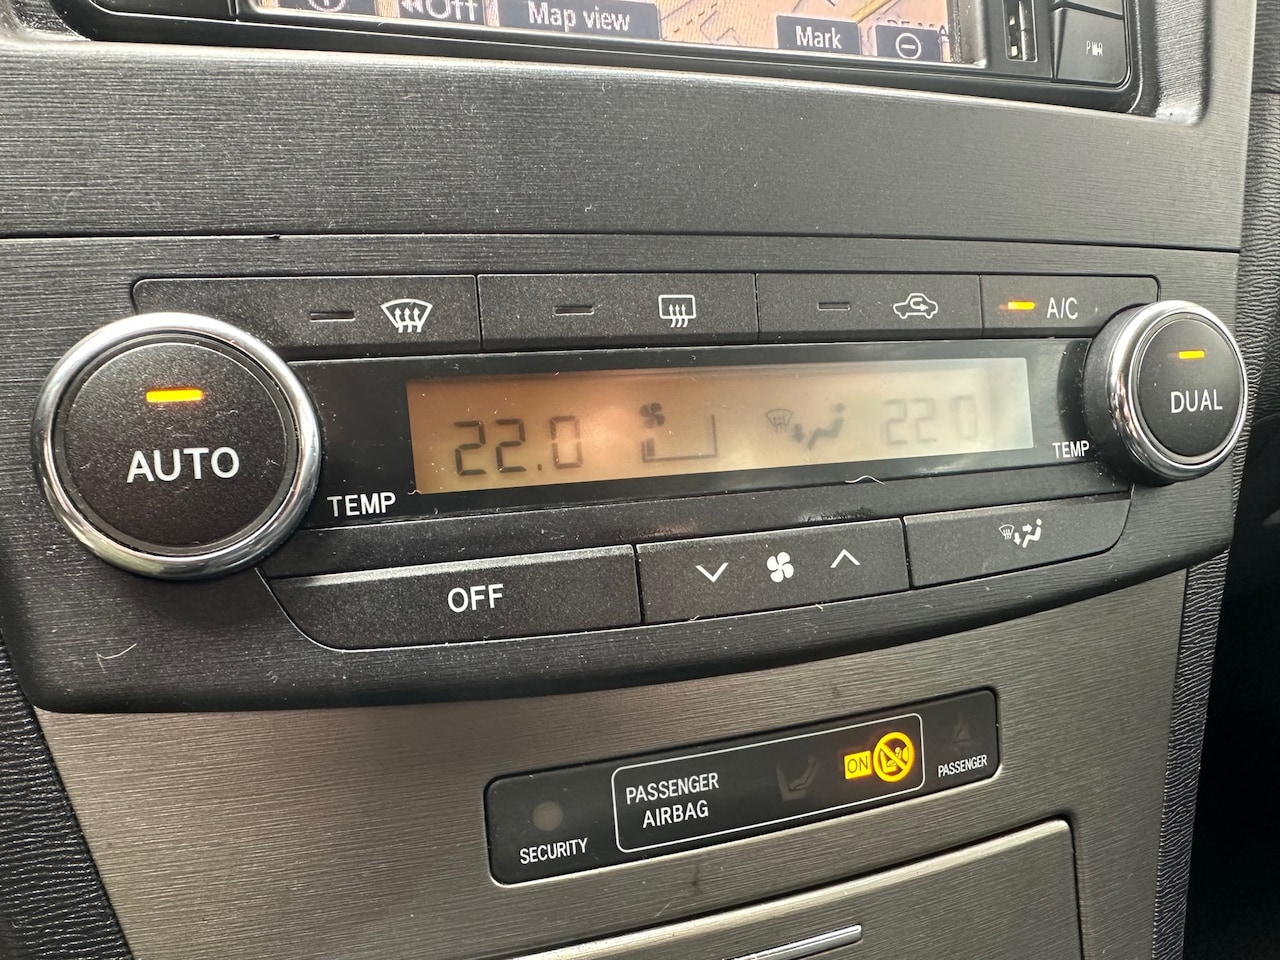 Off
Map view
Mark
PWR
A/C
AUTO
22.0
22.0
DUAL
TEMP
TEMP
OFF
PASSENGER
AIRBAG
ON
PASSENGER
SECURITY